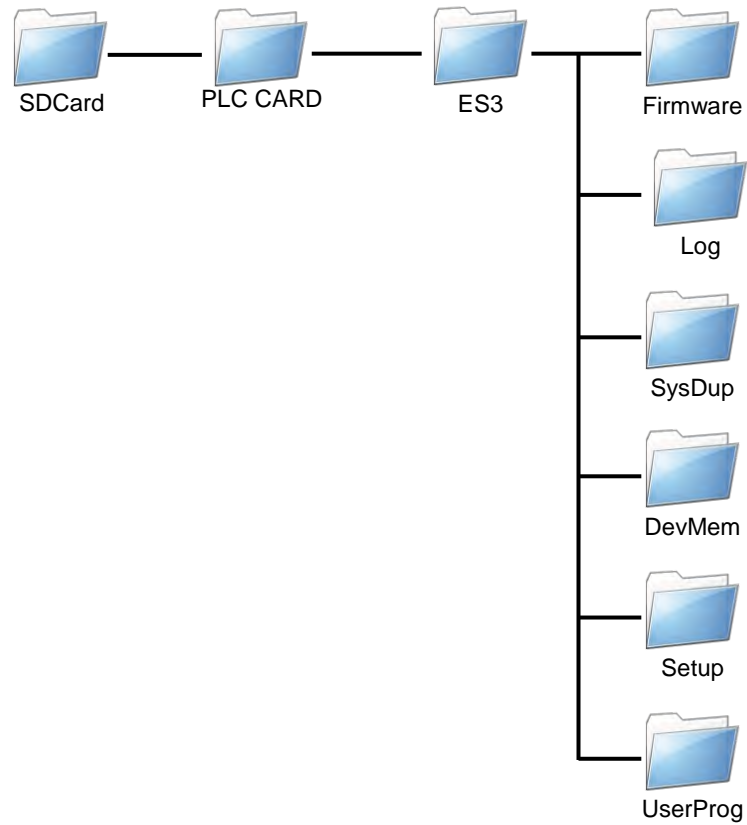 SDCard
PLC CARD
ES3
Firmware
Log
SysDup
DevMem
Setup
UserProg